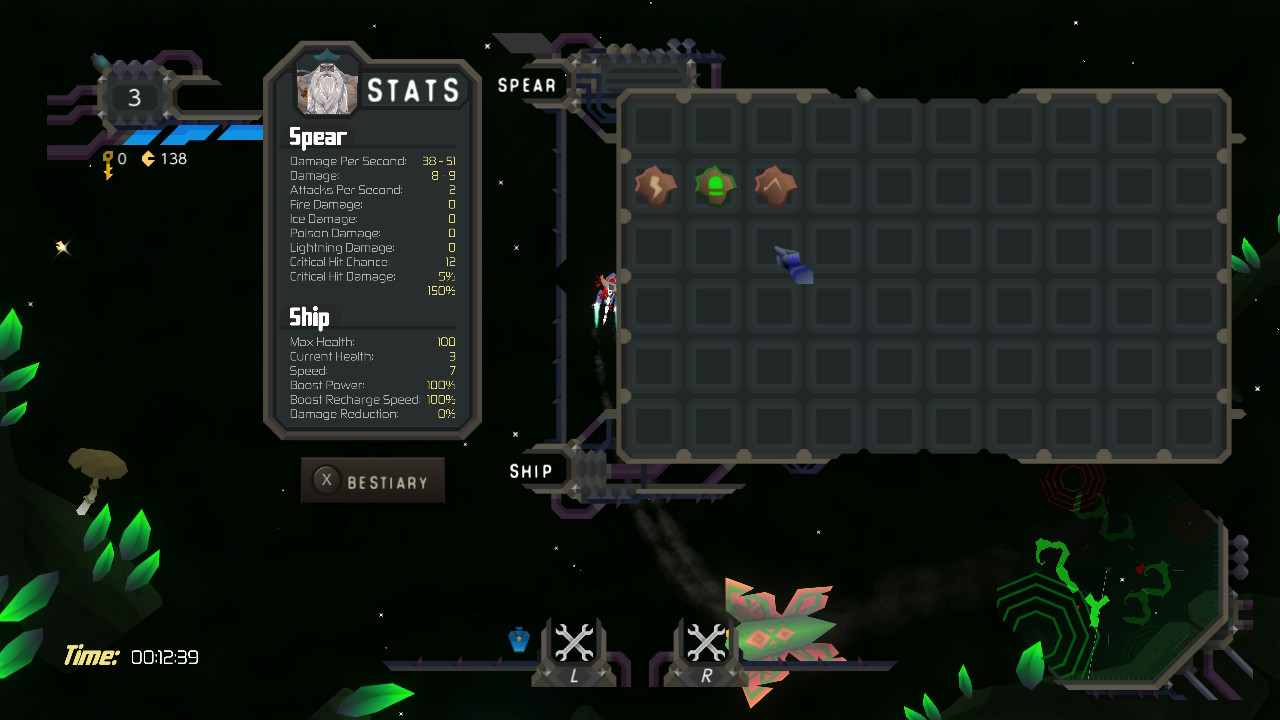 3
0 138
STATS
Spear
Damage Per Second: 38 - 51
Damage: 8 - 9
Attacks Per Second: 2
Fire Damage: 0
Ice Damage: 0
Poison Damage: 0
Lightning Damage: 0
Critical Hit Chance 12
Critical Hit Damage: 5%
150%
Ship
Max Health: 100
Current Health: 3
Speed: 7
Boost Power: 100%
Boost Recharge Speed: 100%
Damage Reduction: 0%
X BESTIARY
SPEAR
SHIP
Time: 00:12:39
L R